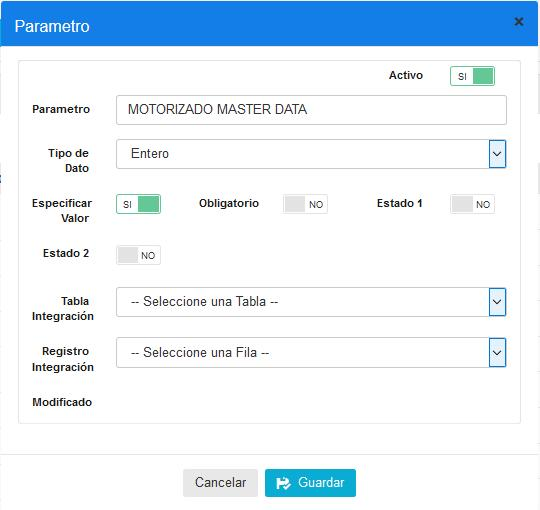 Parametro ×
Activo SI
Parametro MOTORIZADO MASTER DATA
Tipo de Entero
Dato
Especificar SI Obligatorio NO Estado 1 NO
Valor
Estado 2 NO
Tabla -- Seleccione una Tabla --
Integración
Registro -- Seleccione una Fila --
Integración
Modificado
Cancelar Guardar